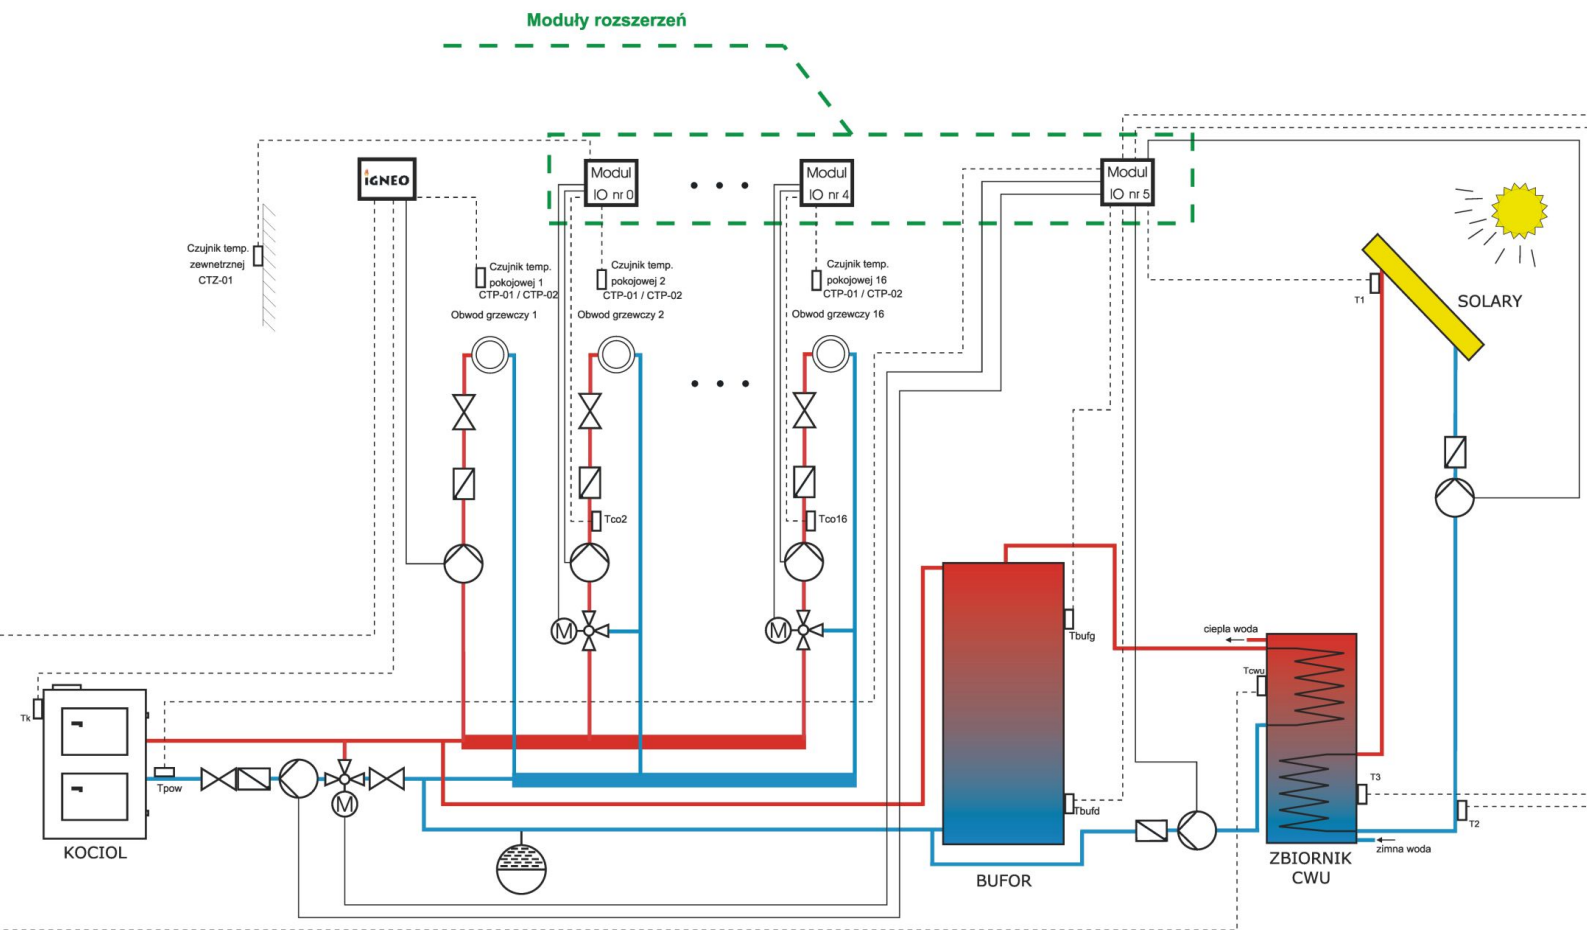 Moduły rozszerzeń
iGNEO
Modul
IO nr 0
Modul
IO nr 4
Modul
IO nr 5
Czujnik temp.
zewnetrznej
CTZ-01
Czujnik temp.
pokojowej 1
CTP-01 / CTP-02
Czujnik temp.
pokojowej 2
CTP-01 / CTP-02
Czujnik temp.
pokojowej 16
CTP-01 / CTP-02
Obwod grzewczy 1
Obwod grzewczy 2
Obwod grzewczy 16
T1
SOLARY
Tco2
Tco16
M
M
Tbufg
ciepla woda
Tcwu
Tk
Tpow
M
Tbufd
T3
T2
zimna woda
KOCIOL
BUFOR
ZBIORNIK
CWU